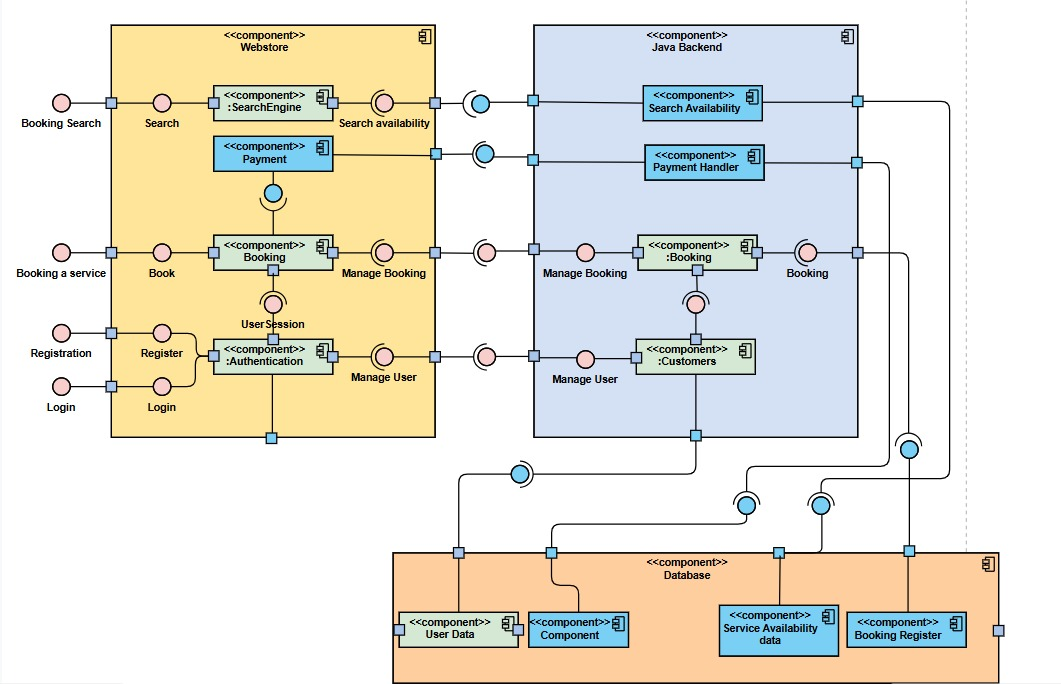 <<component>>
Webstore
<<component>>
Java Backend
Booking Search
Search
<<component>>
:SearchEngine
Search availability
<<component>>
Search Availability
<<component>>
Payment
<<component>>
Payment Handler
Booking a service
Book
<<component>>
Booking
Manage Booking
Manage Booking
<<component>>
:Booking
Booking
UserSession
Registration
Register
<<component>>
:Authentication
Manage User
Manage User
<<component>>
:Customers
Login
Login
<<component>>
Database
<<component>>
User Data
<<component>>
Component
<<component>>
Service Availability
data
<<component>>
Booking Register